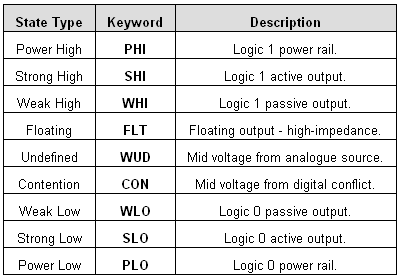 State Type Keyword Description
Power High PHI Logic 1 power rail.
Strong High SHI Logic 1 active output.
Weak High WHI Logic 1 passive output.
Floating FLT Floating output - high-impedance.
Undefined WUD Mid voltage from analogue source.
Contention CON Mid voltage from digital conflict.
Weak Low WLO Logic 0 passive output.
Strong Low SLO Logic 0 active output.
Power Low PLO Logic 0 power rail.